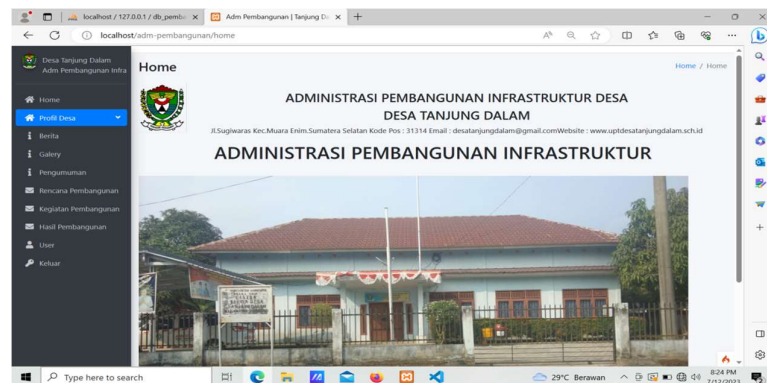 localhost / 127.0.0.1 / db_pemba
Adm Pembangunan | Tanjung Da
localhost/adm-pembangunan/home
Desa Tanjung Dalam
Adm Pembangunan Infra
Home
Home / Home
Home
Profil Desa
Berita
Galery
Pengumuman
Rencana Pembangunan
Kegiatan Pembangunan
Hasil Pembangunan
User
Keluar
ADMINISTRASI PEMBANGUNAN INFRASTRUKTUR DESA
DESA TANJUNG DALAM
Jl.Sugiwaras Kec.Muara Enim.Sumatera Selatan Kode Pos : 31314 Email : desatanjungdalam@gmail.comWebsite : www.uptdesatanjungdalam.sch.id
ADMINISTRASI PEMBANGUNAN INFRASTRUKTUR
Type here to search
29°C Berawan
8:24 PM
7/12/2023